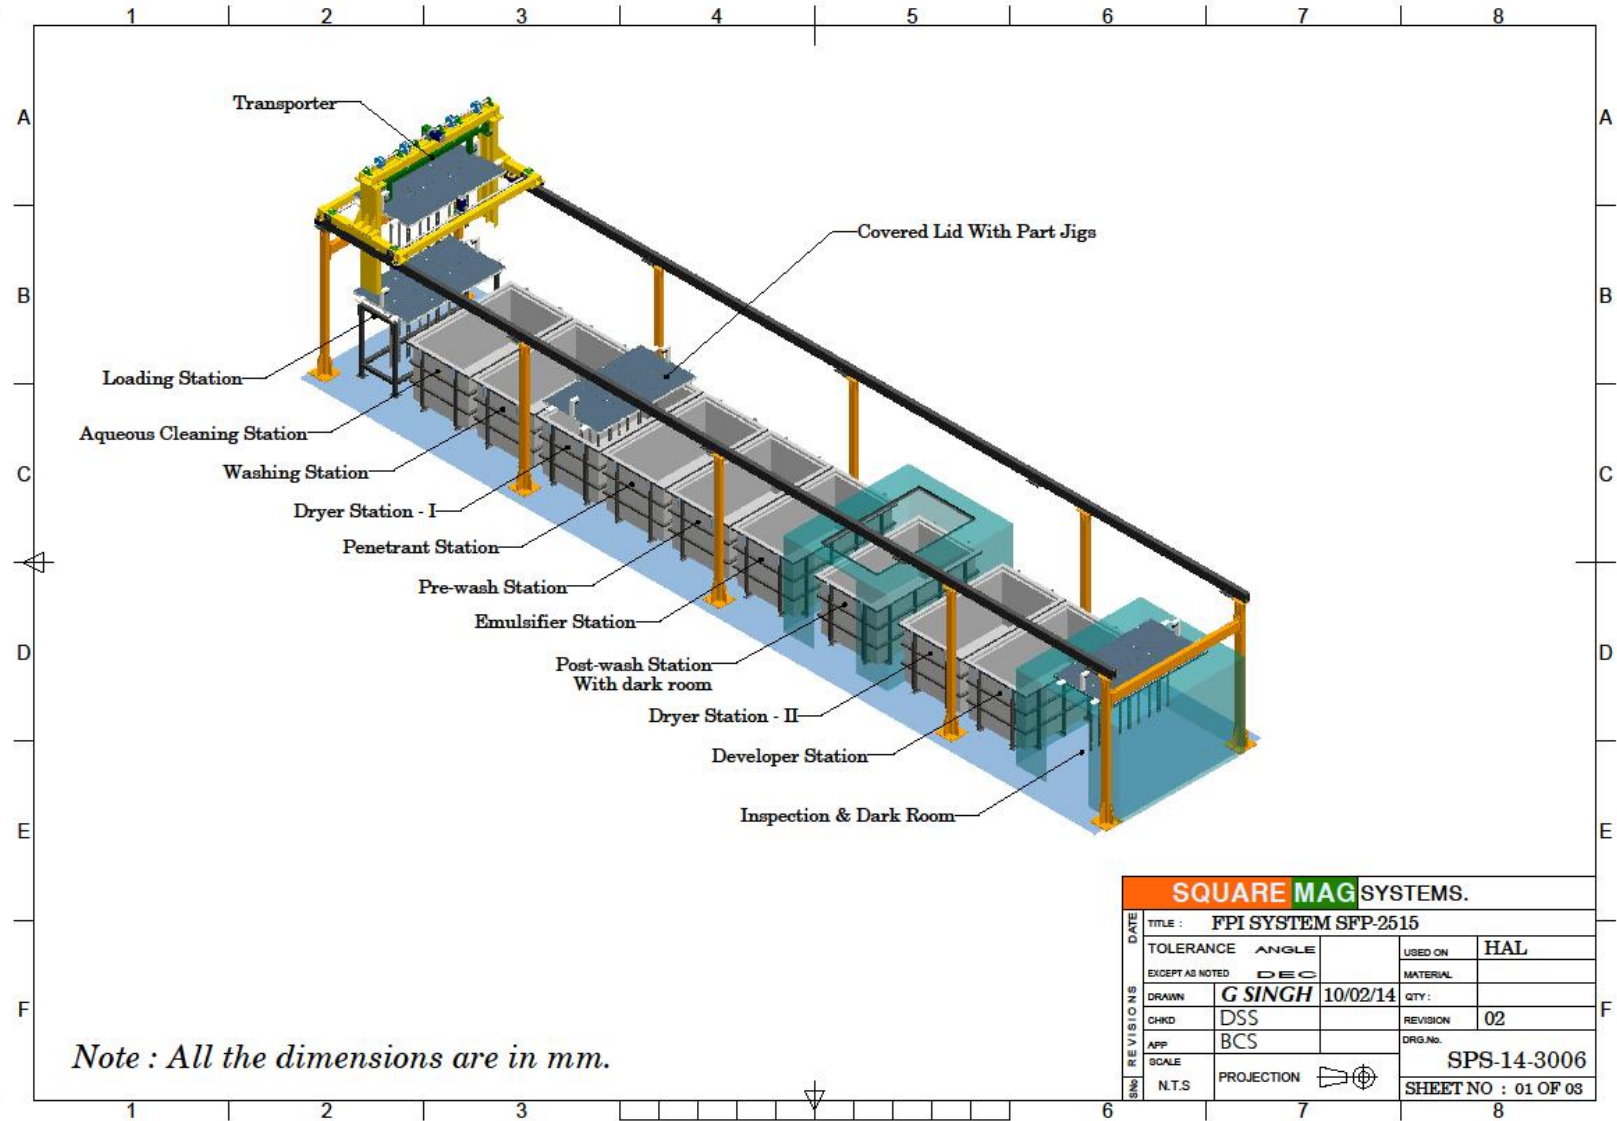 1 2 3 4 5 6 7 8
A A
Transporter
Covered Lid With Part Jigs
B B
Loading Station
Aqueous Cleaning Station
Washing Station
C C
Dryer Station - I
Penetrant Station
Pre-wash Station
Emulsifier Station
D D
Post-wash Station
With dark room
Dryer Station - II
Developer Station
Inspection & Dark Room
E E
SQUARE MAG SYSTEMS.
DATE
TITLE : FPI SYSTEM SFP-2515
TOLERANCE ANGLE
USED ON HAL
EXCEPT AS NOTED DEC
MATERIAL
F F
REVISIONS
DRAWN G SINGH 10/02/14 QTY :
CHKD DSS REVISION 02
APP BCS DRG.No.
SPS-14-3006
Note : All the dimensions are in mm.
SCALE
N.T.S
PROJECTION
SHEET NO : 01 OF 03
SNo
1 2 3 6 7 8